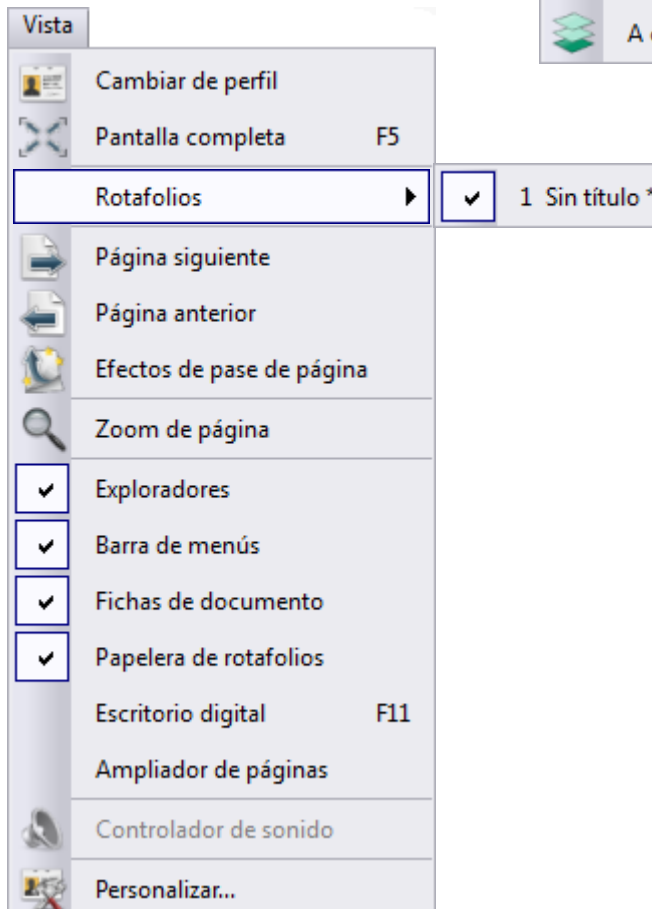 Vista
A
Cambiar de perfil
Pantalla completa F5
Rotafolios
1 Sin título *
Página siguiente
Página anterior
Efectos de pase de página
Zoom de página
Exploradores
Barra de menús
Fichas de documento
Papelera de rotafolios
Escritorio digital F11
Ampliador de páginas
Controlador de sonido
Personalizar...